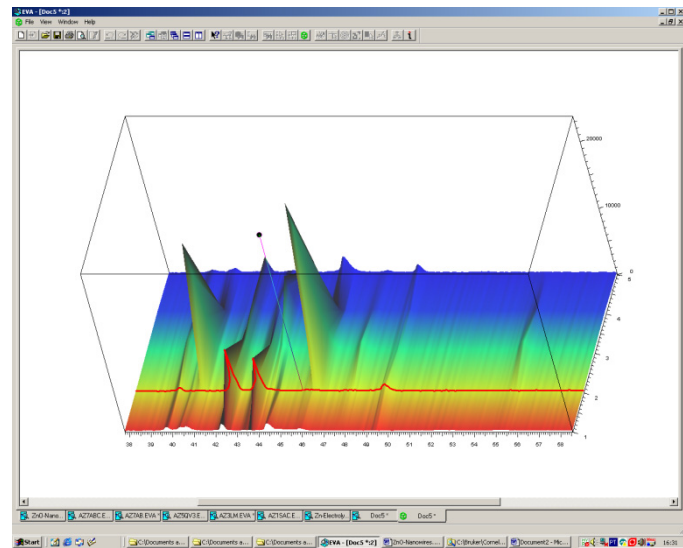 EVA - [Doc5 *:2]
File View Window Help
20000
10000
0
5
4
3
2
1
38 39 40 41 42 43 44 45 46 47 48 49 50 51 52 53 54 55 56 57 58
ZnO-Nano... AZ7ABC.E... AZ7AB.EVA * AZ5QV3.E... AZ3LM.EVA * AZ1SAC.E... Zn-Electroly... Doc5 * Doc5 *
Start C:\Documents a... C:\Documents a... C:\Documents a... EVA - [Doc5 *:2] ZnO-Nanowires.... C:\Bruker\Cornel... Document2 - Mic... PT 16:31